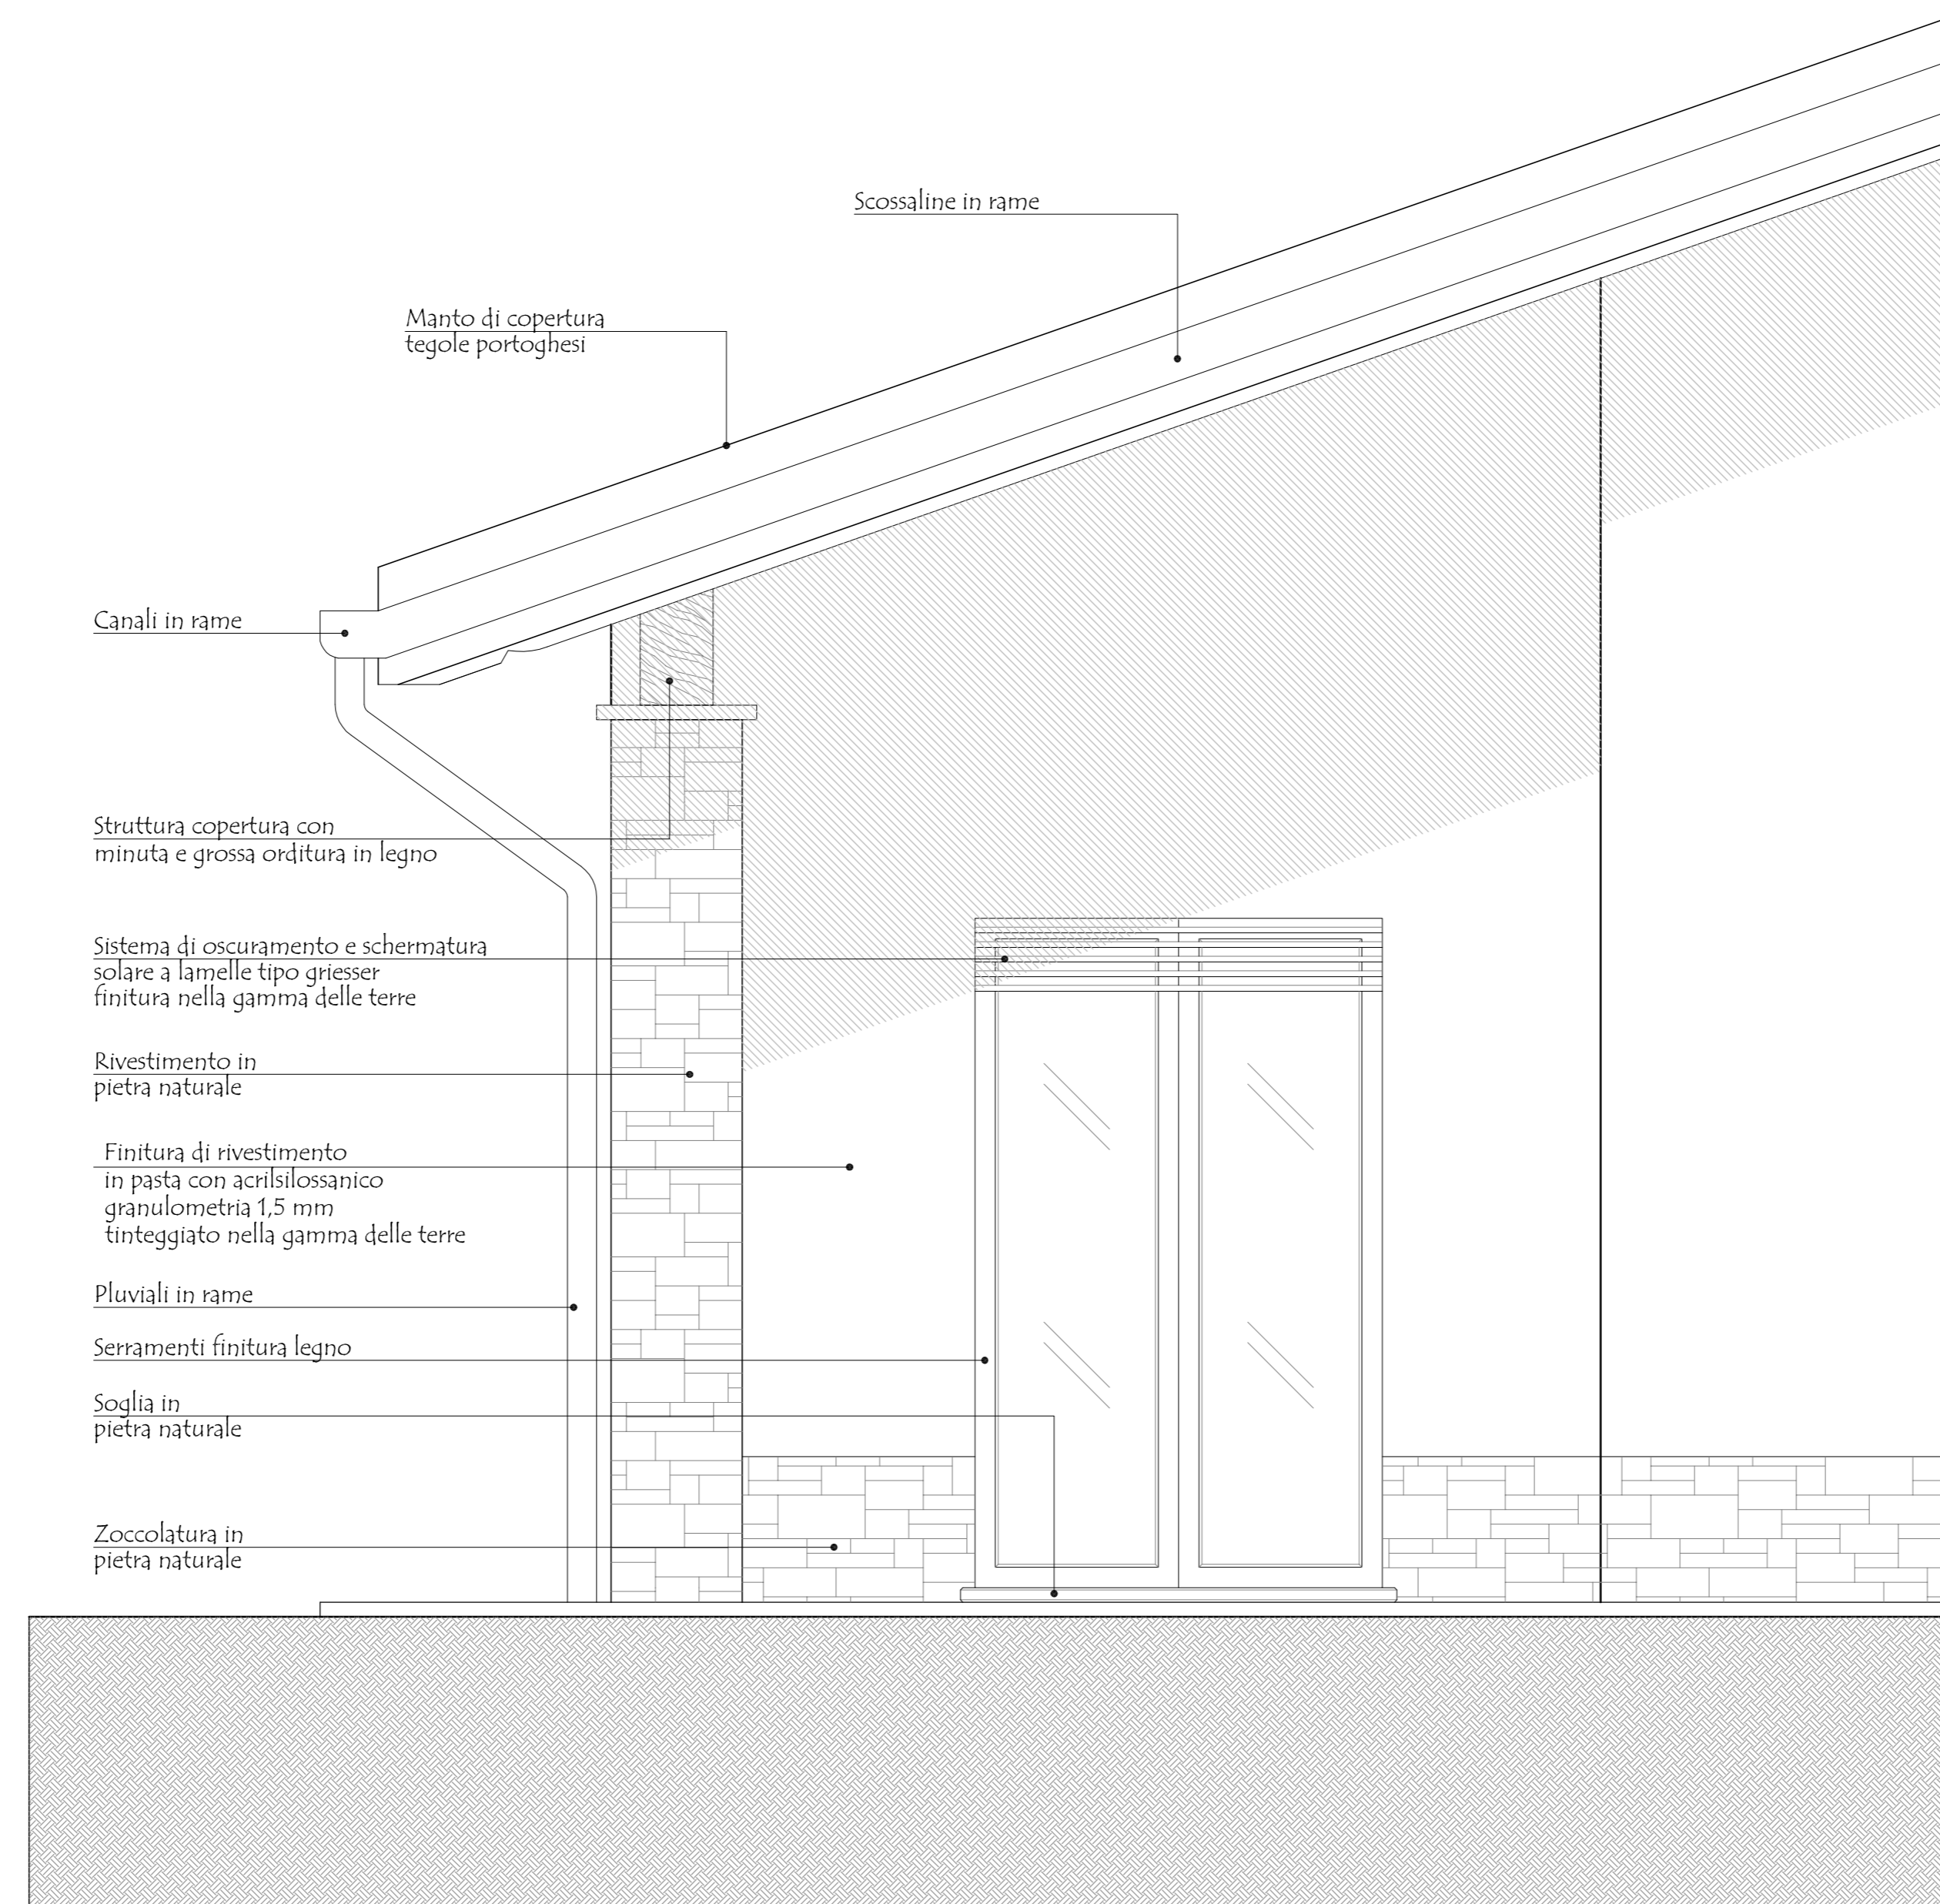 Scossaline in rame
Manto di copertura
tegole portoghesi
Canali in rame
Struttura copertura con
minuta e grossa orditura in legno
Sistema di oscuramento e schermatura
solare a lamelle tipo griesser
finitura nella gamma delle terre
Rivestimento in
pietra naturale
Finitura di rivestimento
in pasta con acrilsilossanico
granulometria 1,5 mm
tinteggiato nella gamma delle terre
Pluviali in rame
Serramenti finitura legno
Soglia in
pietra naturale
Zoccolatura in
pietra naturale